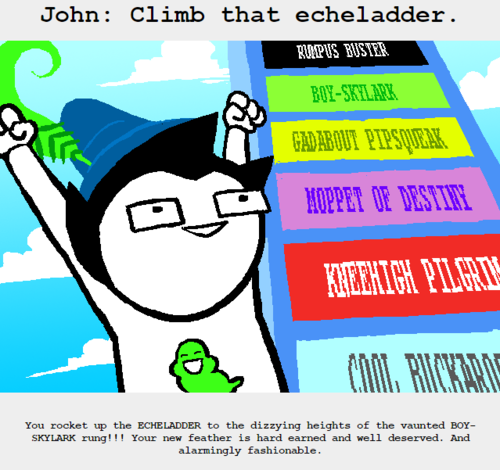 John: Climb that echeladder.
RUMPUS BUSTER
BOY-SKYLARK
GADABOUT PIPSQUEAK
MUPPET OF DESTINY
KNEEHIGH PILGRIM
COOL
You rocket up the ECHELADDER to the dizzying heights of the vaunted BOY-
SKYLARK rung!!! Your new feather is hard earned and well deserved. And
alarmingly fashionable.